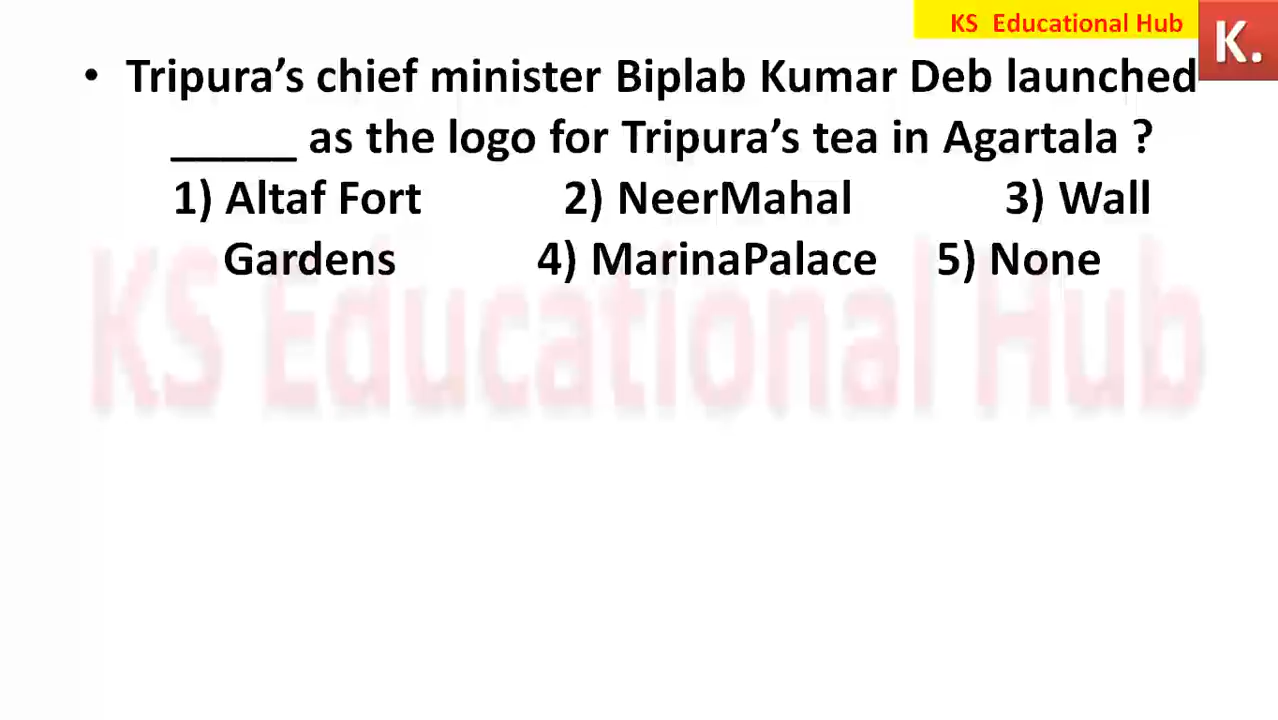 KS Educational Hub
K.
• Tripura’s chief minister Biplab Kumar Deb launched
_____ as the logo for Tripura’s tea in Agartala ?
1) Altaf Fort 2) NeerMahal 3) Wall
Gardens 4) MarinaPalace 5) None
KS Educational Hub